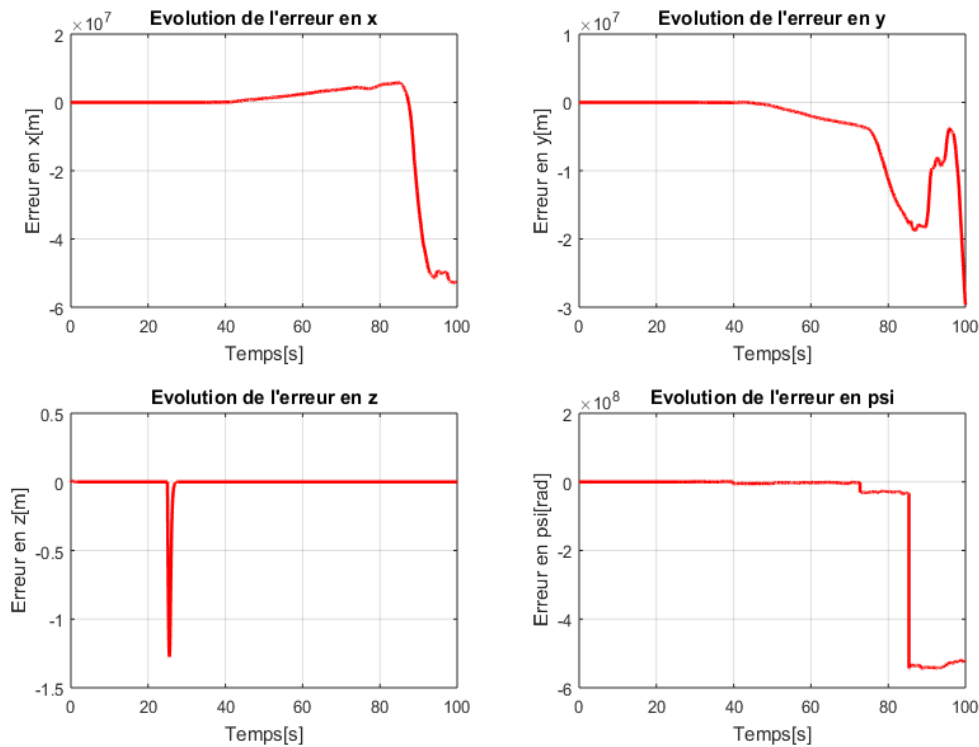 Evolution de l'erreur en x
×10^7
2
0
-2
-4
-6
Erreur en x[m]
0 20 40 60 80 100
Temps[s]
Evolution de l'erreur en y
×10^7
1
0
-1
-2
-3
Erreur en y[m]
0 20 40 60 80 100
Temps[s]
Evolution de l'erreur en z
0.5
0
-0.5
-1
-1.5
Erreur en z[m]
0 20 40 60 80 100
Temps[s]
Evolution de l'erreur en psi
×10^8
2
0
-2
-4
-6
Erreur en psi[rad]
0 20 40 60 80 100
Temps[s]